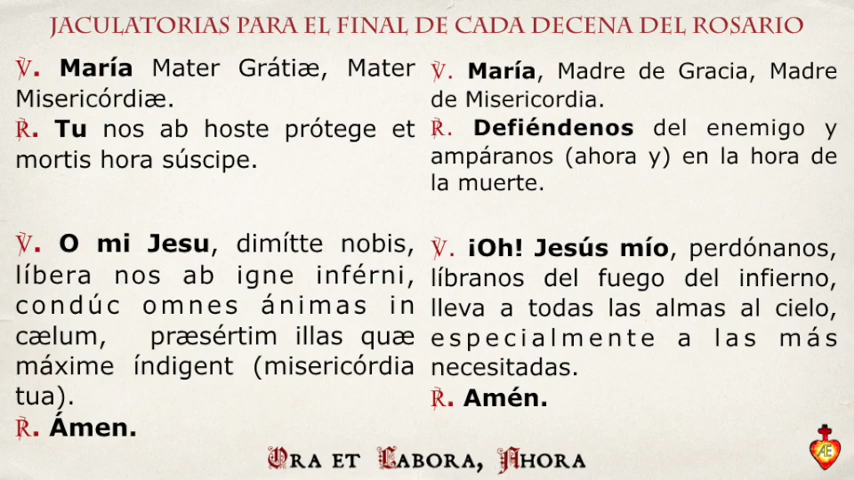 JACULATORIAS PARA EL FINAL DE CADA DECENA DEL ROSARIO
℣. María Mater Grátiæ, Mater
Misericórdiæ.
℟. Tu nos ab hoste prótege et
mortis hora súscipe.
℣. O mi Jesu, dimítte nobis,
líbera nos ab igne inférni,
condúc omnes ánimas in
cælum, præsértim illas quæ
máxime índigent (misericórdia
tua).
℟. Ámen.
℣. María, Madre de Gracia, Madre
de Misericordia.
℟. Defiéndenos del enemigo y
ampáranos (ahora y) en la hora de
la muerte.
℣. ¡Oh! Jesús mío, perdónanos,
líbranos del fuego del infierno,
lleva a todas las almas al cielo,
especialmente a las más
necesitadas.
℟. Amén.
Ora et Labora, Ahora
Æ